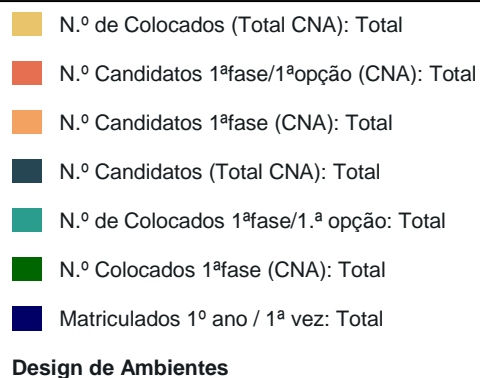 N.º de Colocados (Total CNA): Total
N.º Candidatos 1ªfase/1ªopção (CNA): Total
N.º Candidatos 1ªfase (CNA): Total
N.º Candidatos (Total CNA): Total
N.º de Colocados 1ªfase/1.ª opção: Total
N.º Colocados 1ªfase (CNA): Total
Matriculados 1º ano / 1ª vez: Total
Design de Ambientes